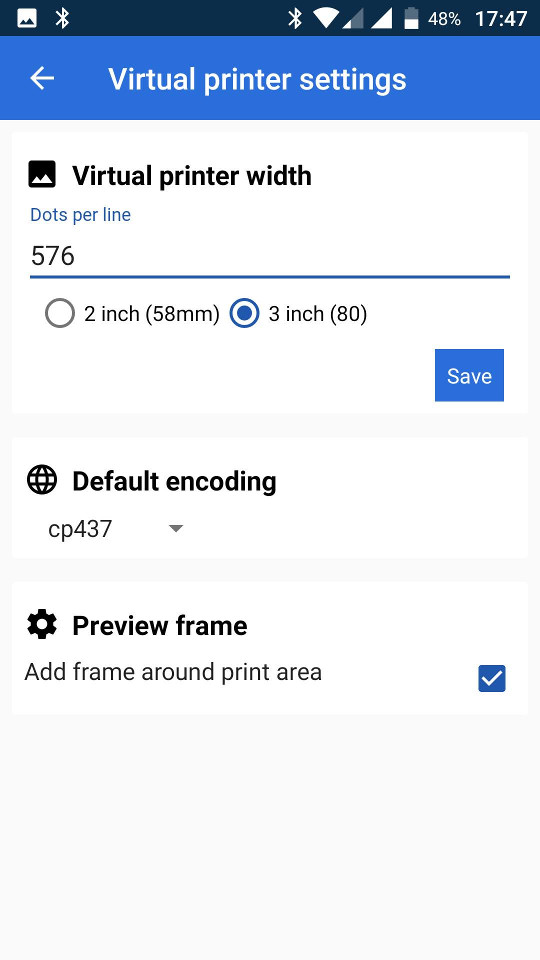 48% 17:47
Virtual printer settings
Virtual printer width
Dots per line
576
2 inch (58mm) 3 inch (80)
Save
Default encoding
cp437
Preview frame
Add frame around print area